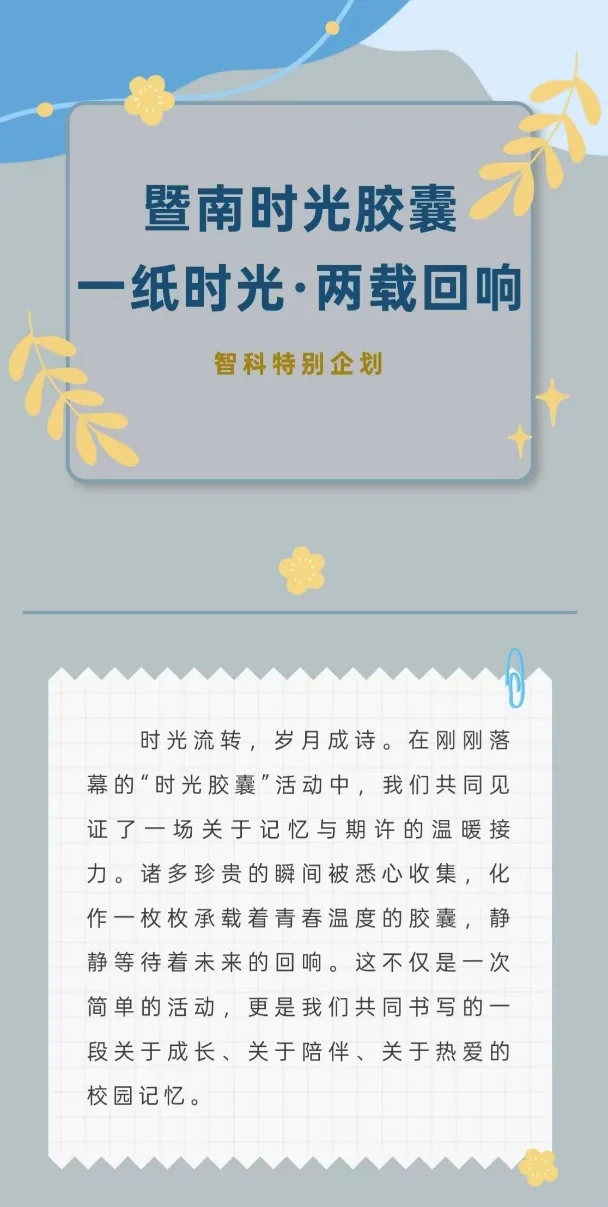 暨南时光胶囊
一纸时光·两载回响
智科特别企划
时光流转，岁月成诗。在刚刚落
幕的“时光胶囊”活动中，我们共同见
证了一场关于记忆与期许的温暖接
力。诸多珍贵的瞬间被悉心收集，化
作一枚枚承载着青春温度的胶囊，静
静等待着未来的回响。这不仅是一次
简单的活动，更是我们共同书写的一
段关于成长、关于陪伴、关于热爱的
校园记忆。